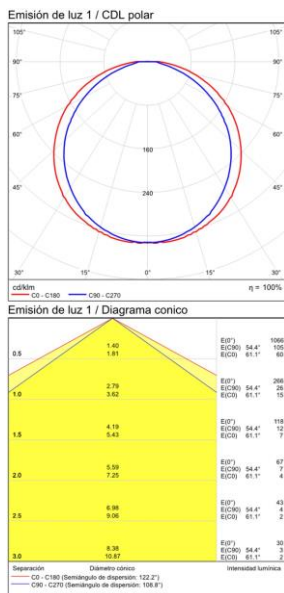 Emisión de luz 1 / CDL polar
105° 105°
90° 90°
75° 75°
60° 60°
45° 45°
160
240
30° 15° 0° 15° 30°
cd/klm η = 100%
C0 - C180 C90 - C270
Emisión de luz 1 / Diagrama conico
0.5 1.40 1.81 E(0°) 1066 E(C90) 54.4° 105 E(C0) 61.1° 60
1.0 2.79 3.62 E(0°) 266 E(C90) 54.4° 26 E(C0) 61.1° 15
1.5 4.19 5.43 E(0°) 118 E(C90) 54.4° 12 E(C0) 61.1° 7
2.0 5.59 7.25 E(0°) 67 E(C90) 54.4° 7 E(C0) 61.1° 4
2.5 6.98 9.06 E(0°) 43 E(C90) 54.4° 4 E(C0) 61.1° 2
3.0 8.38 10.87 E(0°) 30 E(C90) 54.4° 3 E(C0) 61.1° 2
Separación Diámetro cónico Intensidad lumínica
C0 - C180 (Semiángulo de dispersión: 122.2°)
C90 - C270 (Semiángulo de dispersión: 108.8°)